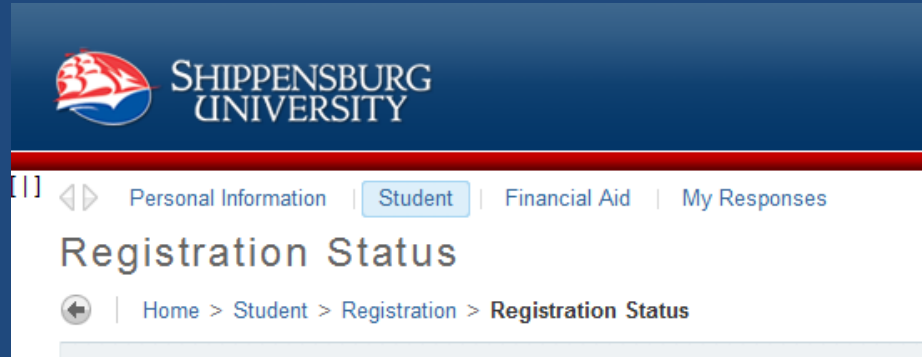 SHIPPENSBURG
UNIVERSITY
[|] Personal Information | Student | Financial Aid | My Responses
Registration Status
| Home > Student > Registration > Registration Status